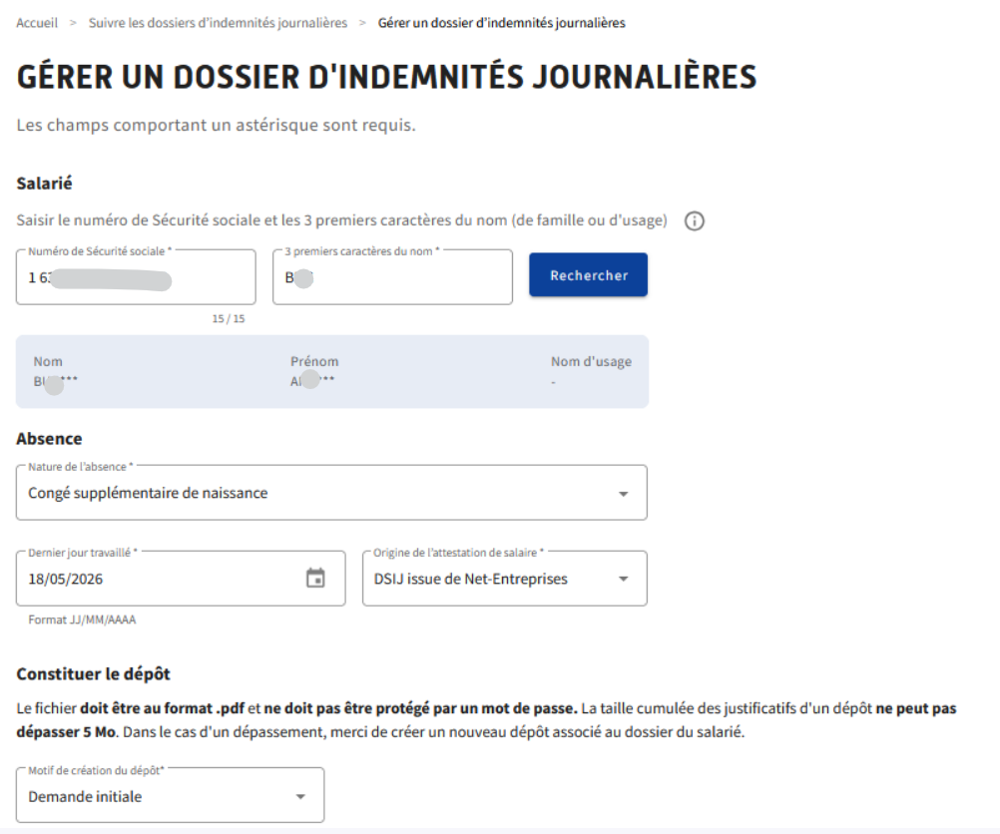 Accueil > Suivre les dossiers d'indemnités journalières > Gérer un dossier d'indemnités journalières
GÉRER UN DOSSIER D'INDEMNITÉS JOURNALIÈRES
Les champs comportant un astérisque sont requis.
Salarié
Saisir le numéro de Sécurité sociale et les 3 premiers caractères du nom (de famille ou d'usage)
Numéro de Sécurité sociale * 3 premiers caractères du nom *
1 6 B Rechercher
15 / 15
Nom Prénom Nom d'usage
B *** A ** -
Absence
Nature de l'absence *
Congé supplémentaire de naissance
Dernier jour travaillé * Origine de l'attestation de salaire *
18/05/2026 DSIJ issue de Net-Entreprises
Format JJ/MM/AAAA
Constituer le dépôt
Le fichier doit être au format .pdf et ne doit pas être protégé par un mot de passe. La taille cumulée des justificatifs d'un dépôt ne peut pas
dépasser 5 Mo. Dans le cas d'un dépassement, merci de créer un nouveau dépôt associé au dossier du salarié.
Motif de création du dépôt*
Demande initiale